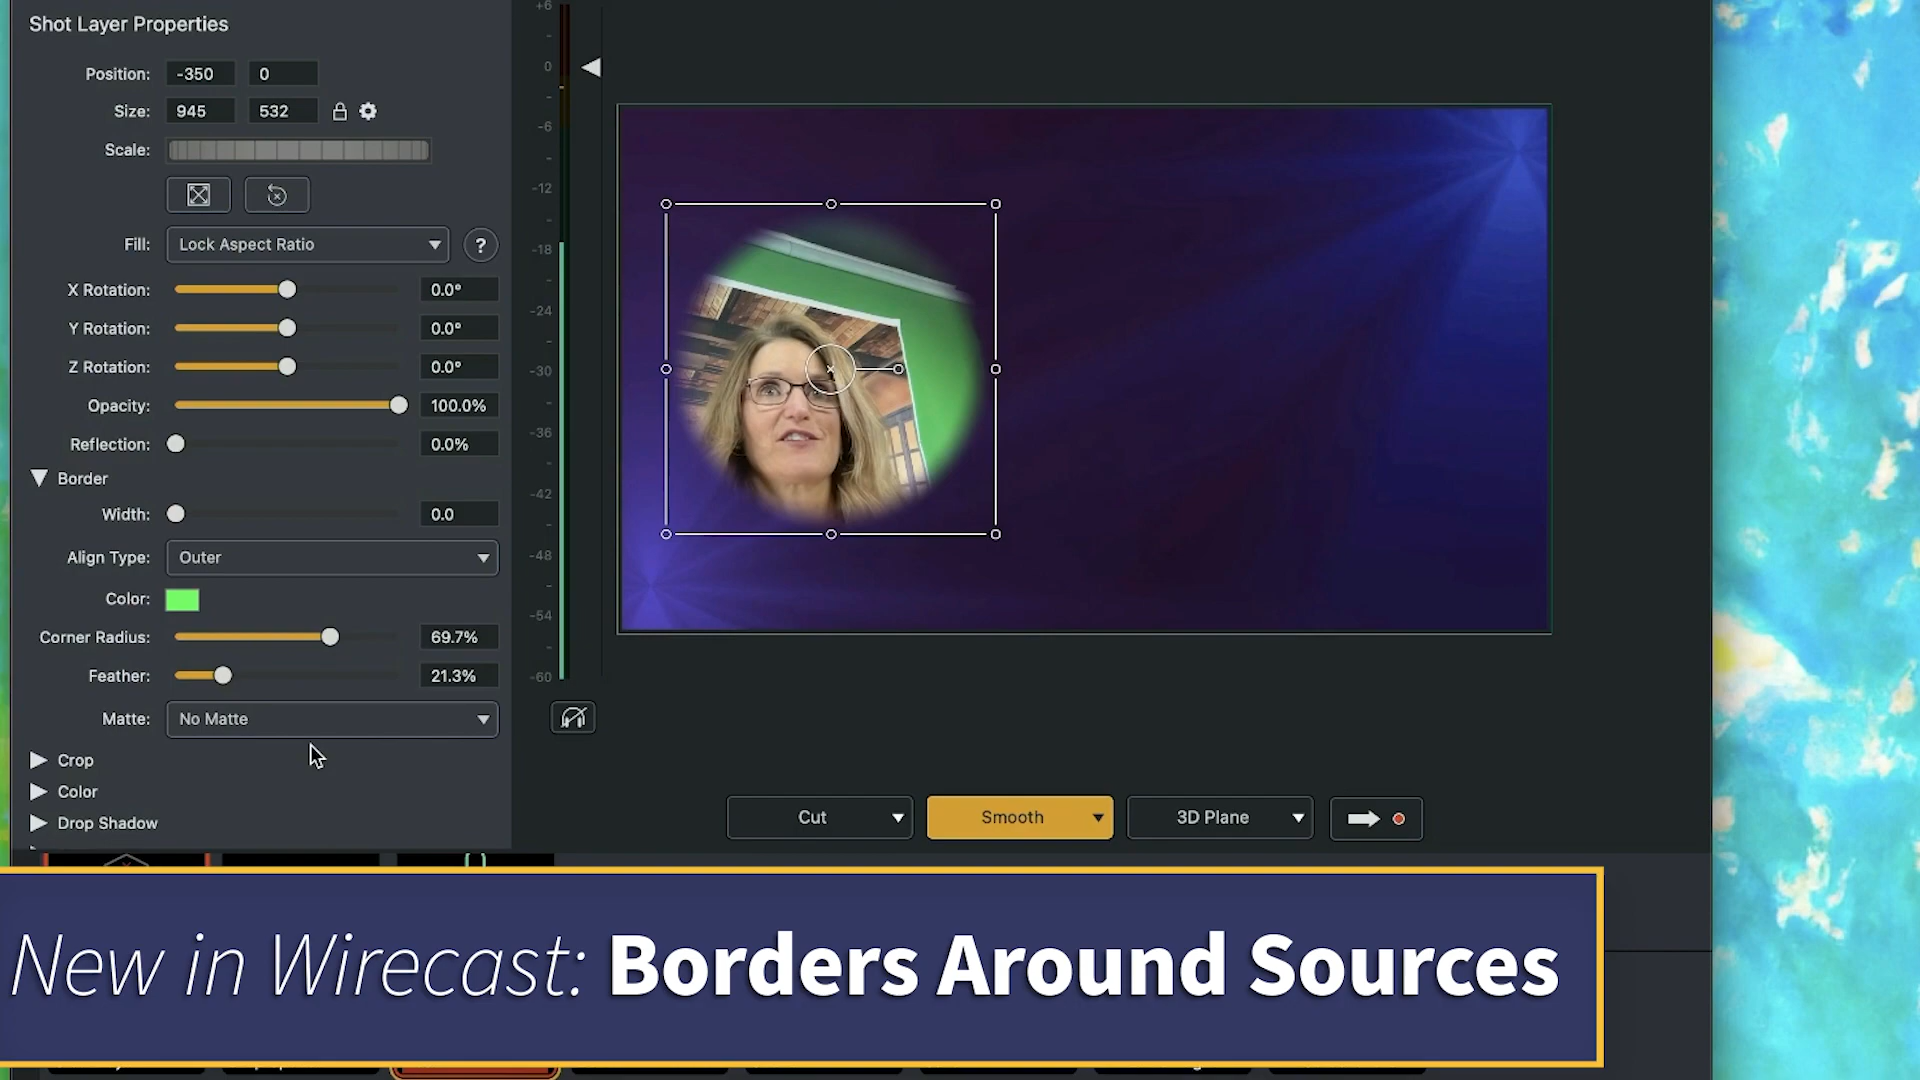 Shot Layer Properties
Position: -350 0
Size: 945 532
Scale:
Fill: Lock Aspect Ratio ?
X Rotation: 0.0°
Y Rotation: 0.0°
Z Rotation: 0.0°
Opacity: 100.0%
Reflection: 0.0%
Border
Width: 0.0
Align Type: Outer
Color:
Corner Radius: 69.7%
Feather: 21.3%
Matte: No Matte
Crop
Color
Drop Shadow
+6
0
-6
-12
-18
-24
-30
-36
-42
-48
-54
-60
Cut Smooth 3D Plane
New in Wirecast: Borders Around Sources